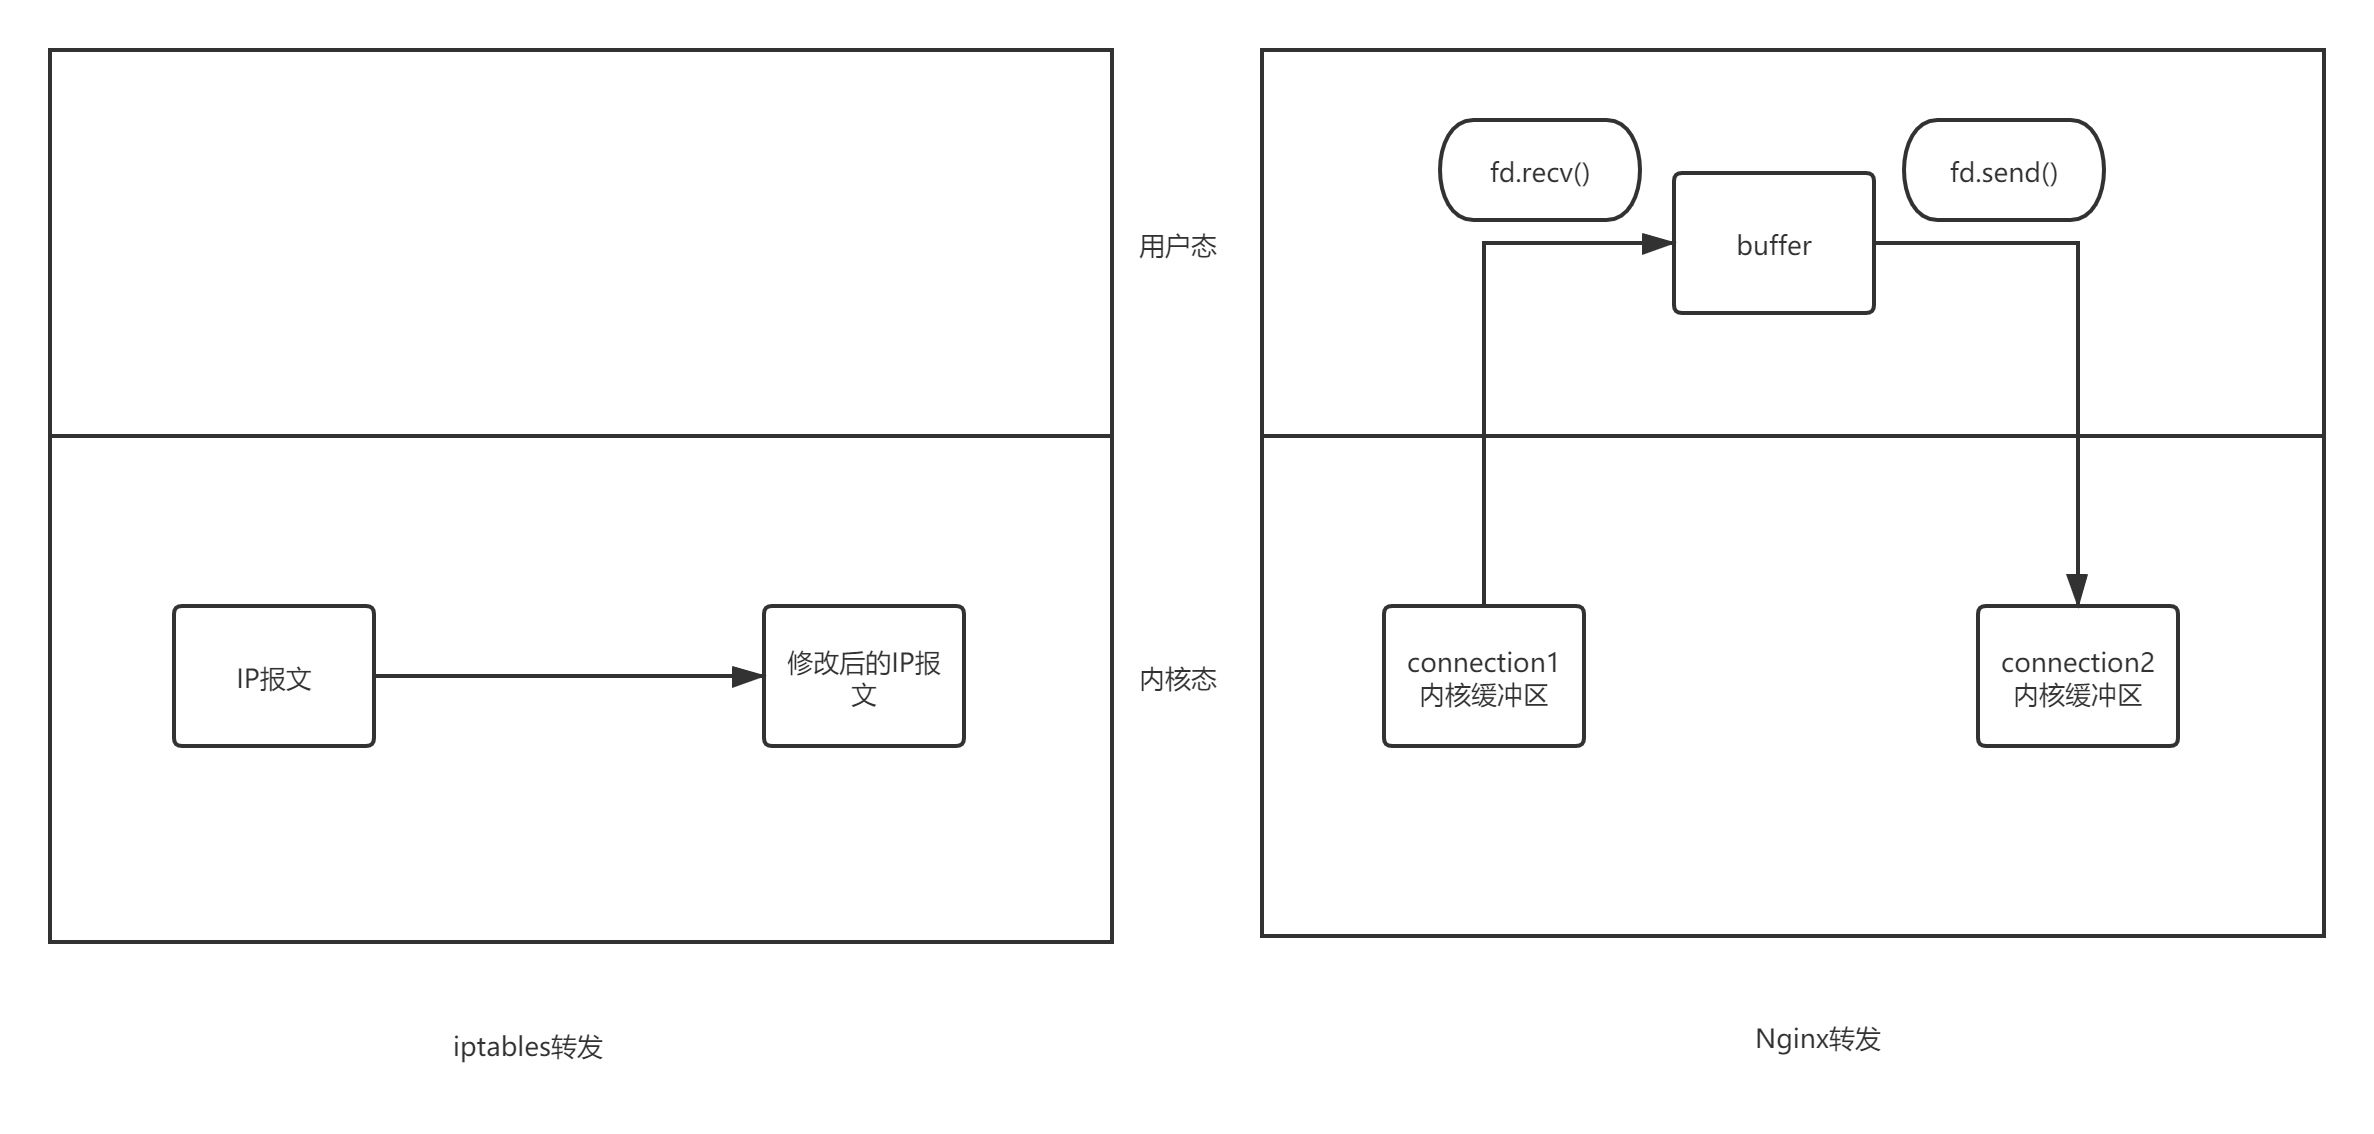 fd.recv()
fd.send()
buffer
用户态
IP报文
修改后的IP报
文
内核态
connection1
内核缓冲区
connection2
内核缓冲区
iptables转发
Nginx转发